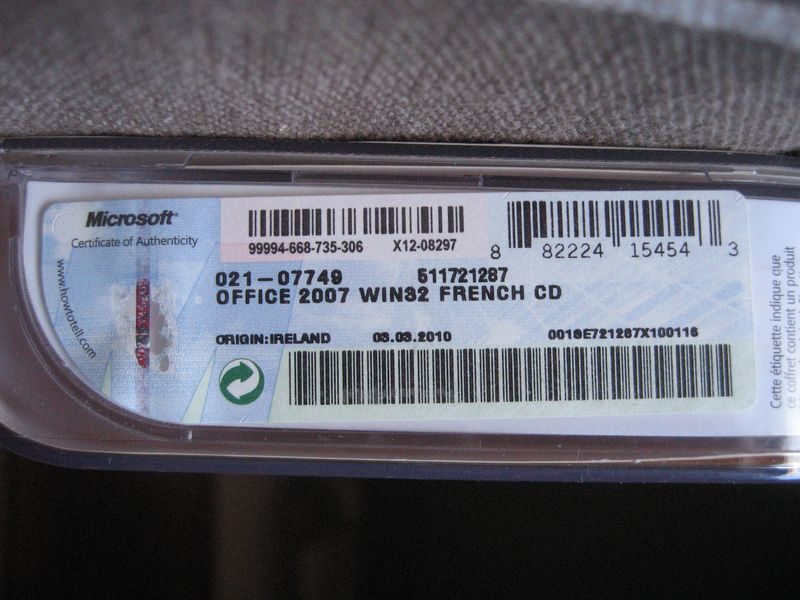 Microsoft
Certificate of Authenticity
www.howtotell.com
99994-668-735-306 X12-08297
8 82224 15454 3
021-07749 511721287
OFFICE 2007 WIN32 FRENCH CD
ORIGIN:IRELAND 03.03.2010 0018E721287X100116
Cette étiquette indique que
ce coffret contient un produit